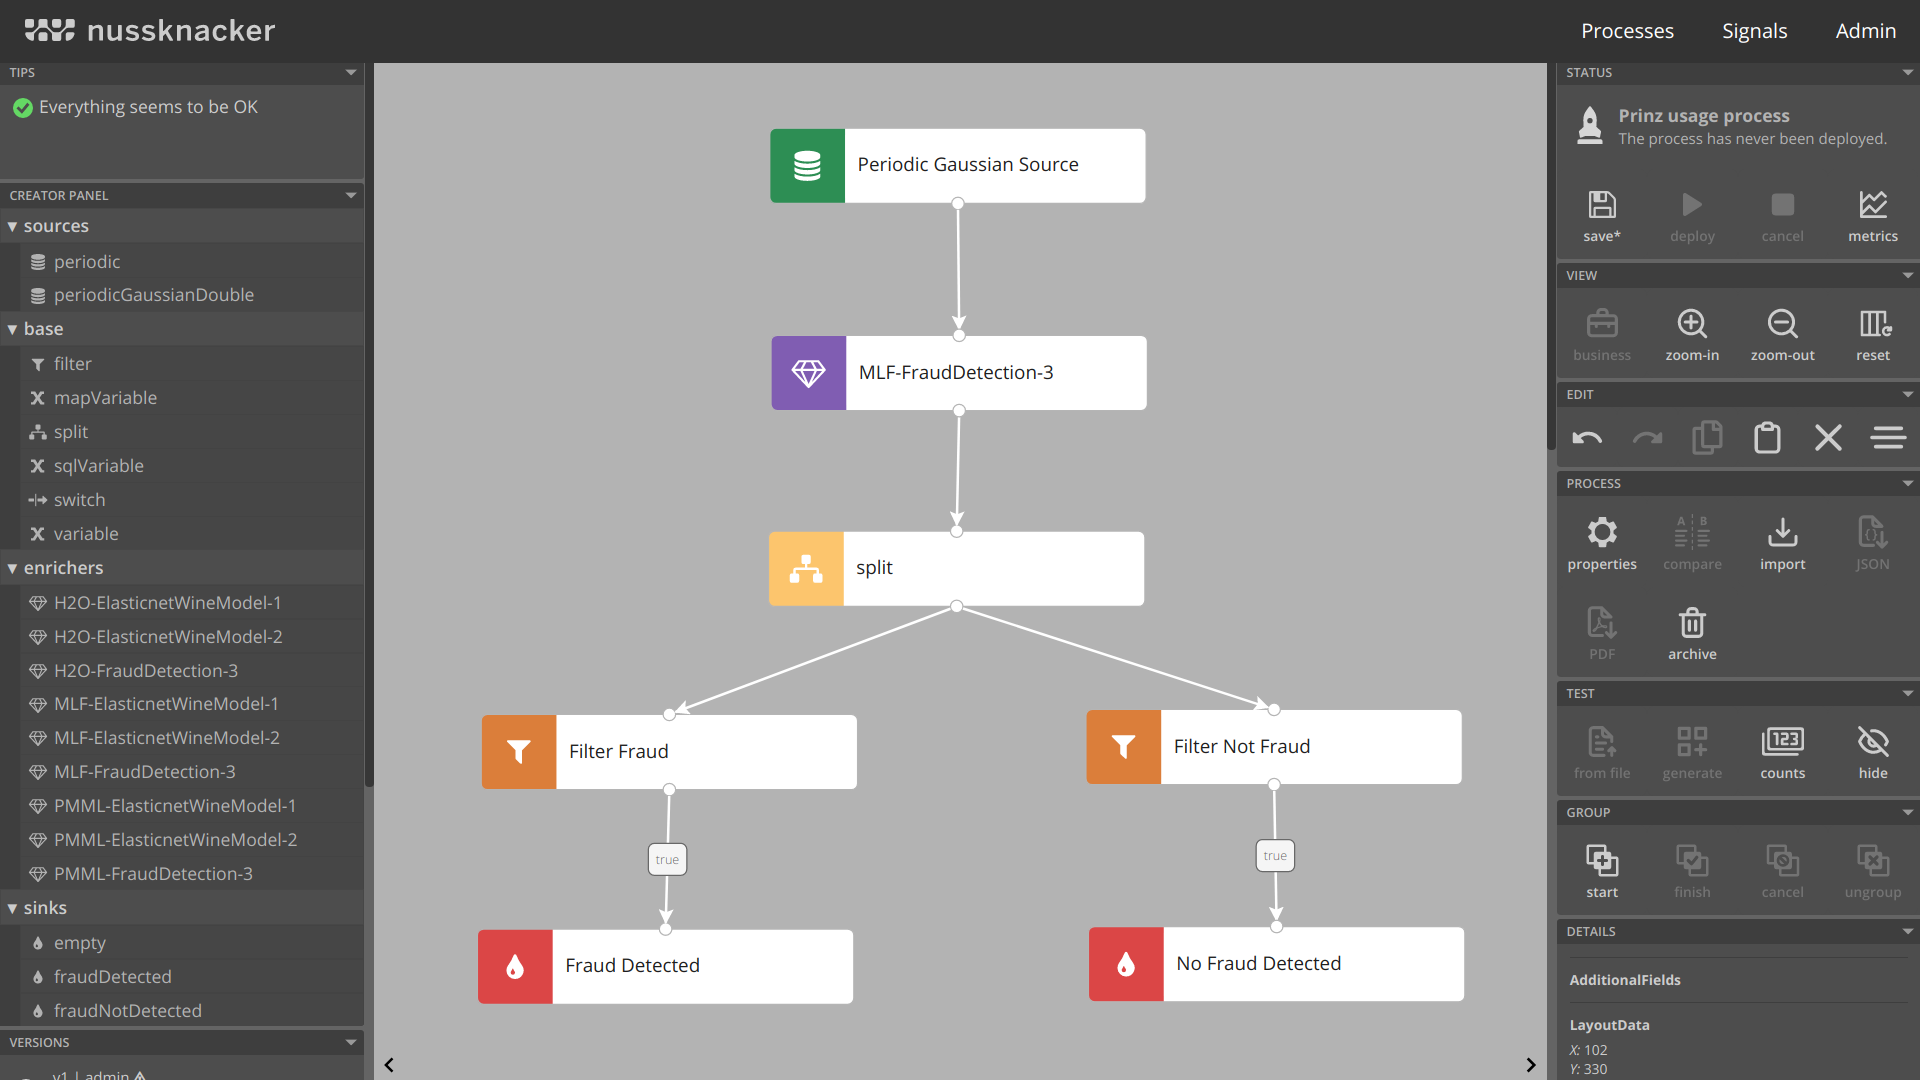 nussknacker
Processes Signals Admin
TIPS
Everything seems to be OK
CREATOR PANEL
sources
periodic
periodicGaussianDouble
base
filter
mapVariable
split
sqlVariable
switch
variable
enrichers
H2O-ElasticnetWineModel-1
H2O-ElasticnetWineModel-2
H2O-FraudDetection-3
MLF-ElasticnetWineModel-1
MLF-ElasticnetWineModel-2
MLF-FraudDetection-3
PMML-ElasticnetWineModel-1
PMML-ElasticnetWineModel-2
PMML-FraudDetection-3
sinks
empty
fraudDetected
fraudNotDetected
VERSIONS
v1 | admin
Periodic Gaussian Source
MLF-FraudDetection-3
split
Filter Fraud
Filter Not Fraud
true
true
Fraud Detected
No Fraud Detected
STATUS
Prinz usage process
The process has never been deployed.
save* deploy cancel metrics
VIEW
business zoom-in zoom-out reset
EDIT
PROCESS
A B
properties compare import JSON
PDF archive
TEST
123
from file generate counts hide
GROUP
start finish cancel ungroup
DETAILS
AdditionalFields
LayoutData
X: 102
Y: 330